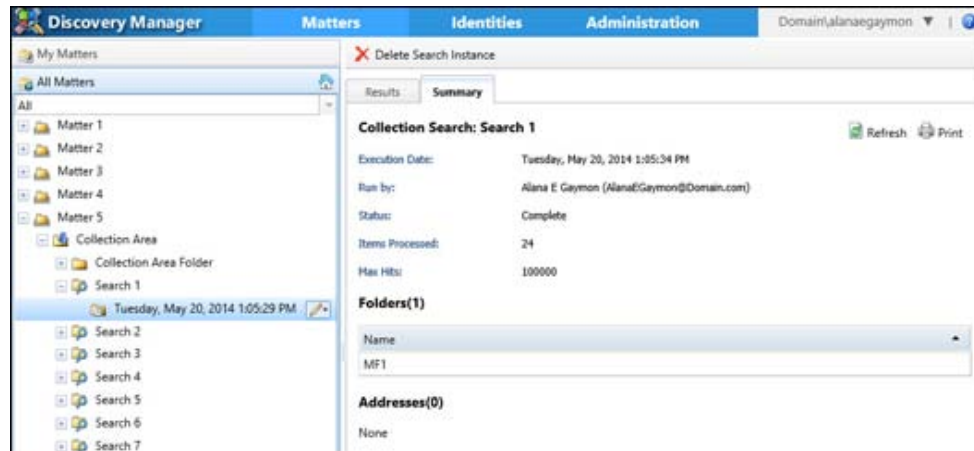 Discovery Manager Matters Identities Administration Domain\alanaegaymon
My Matters
All Matters
All
Matter 1
Matter 2
Matter 3
Matter 4
Matter 5
Collection Area
Collection Area Folder
Search 1
Tuesday, May 20, 2014 1:05:29 PM
Search 2
Search 3
Search 4
Search 5
Search 6
Search 7
Delete Search Instance
Results Summary
Collection Search: Search 1 Refresh Print
Execution Date: Tuesday, May 20, 2014 1:05:34 PM
Run by: Alana E Gaymon (AlanaEGaymon@Domain.com)
Status: Complete
Items Processed: 24
Max Hits: 100000
Folders(1)
Name
MF1
Addresses(0)
None